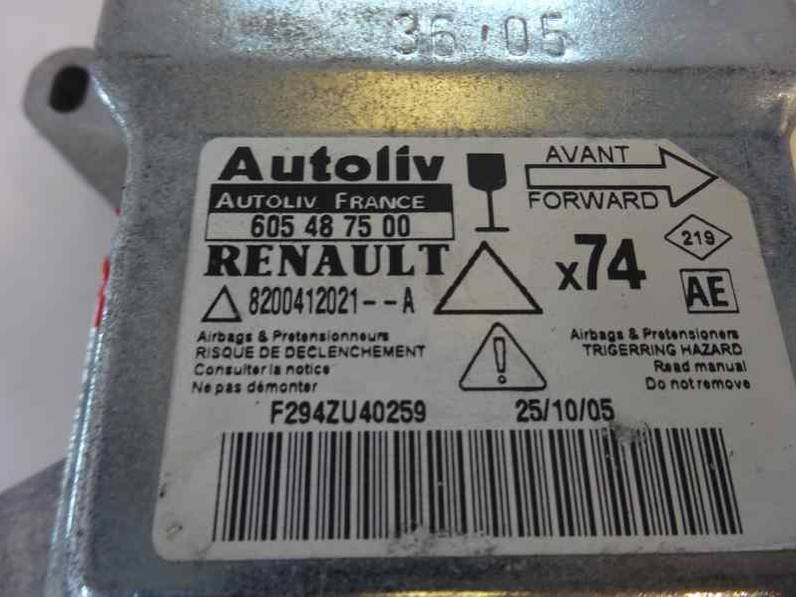 36·05
Autoliv
AUTOLIV FRANCE
605 48 75 00
RENAULT
8200412021--A
AVANT
FORWARD
x74
219
AE
Airbags & Pretensionneurs
RISQUE DE DECLENCHEMENT
Consulter la notice
Ne pas démonter
!
Airbags & Pretensioners
TRIGERRING HAZARD
Read manual
Do not remove
F294ZU40259 25/10/05